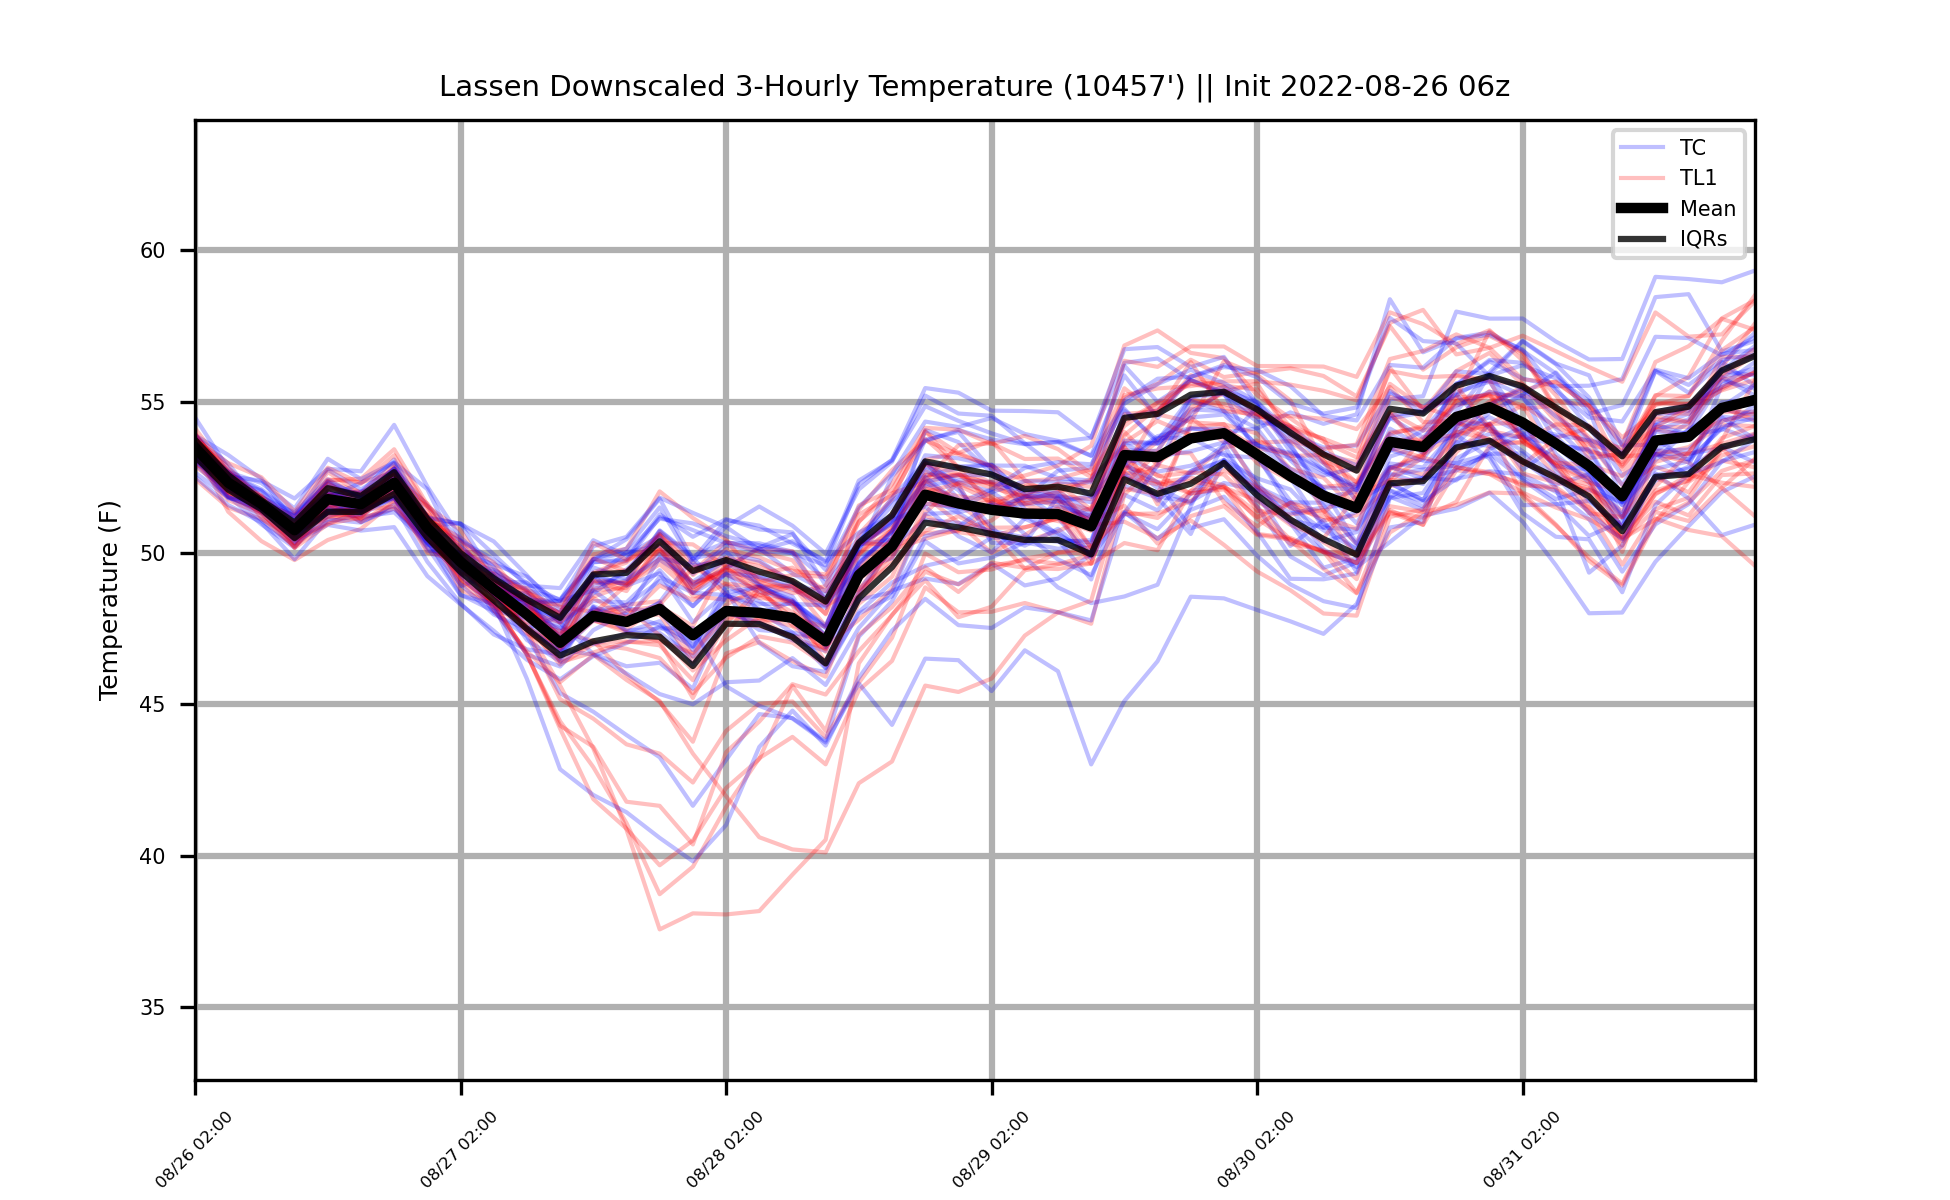 Lassen Downscaled 3-Hourly Temperature (10457') || Init 2022-08-26 06z
TC
TL1
Mean
IQRs
Temperature (F)
60
55
50
45
40
35
08/26 02:00
08/27 02:00
08/28 02:00
08/29 02:00
08/30 02:00
08/31 02:00